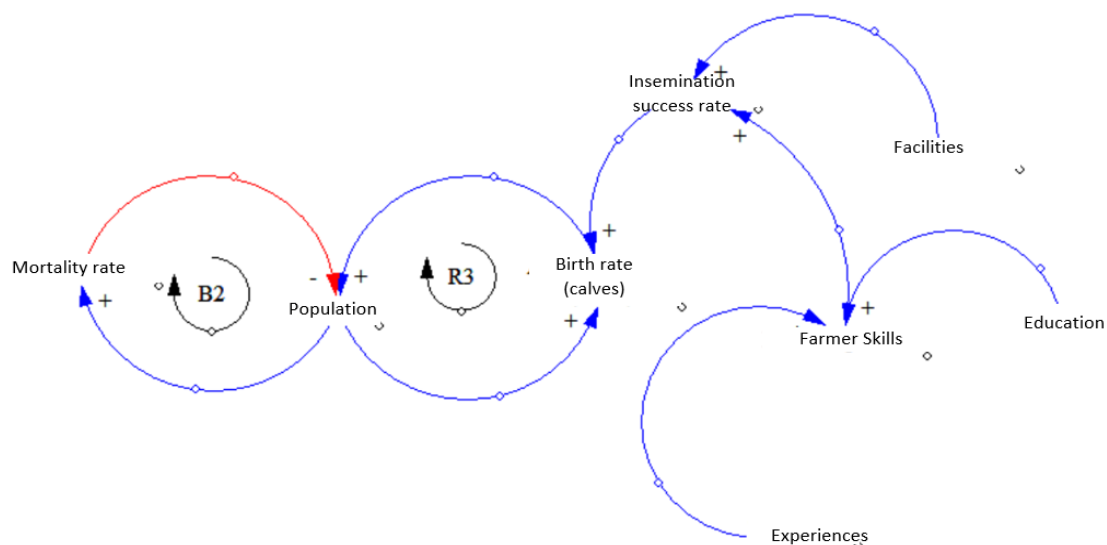 Insemination
success rate
+
+
Facilities
Mortality rate
+
B2
-
+
Population
R3
+
Birth rate
(calves)
+
+
Farmer Skills
Education
Experiences